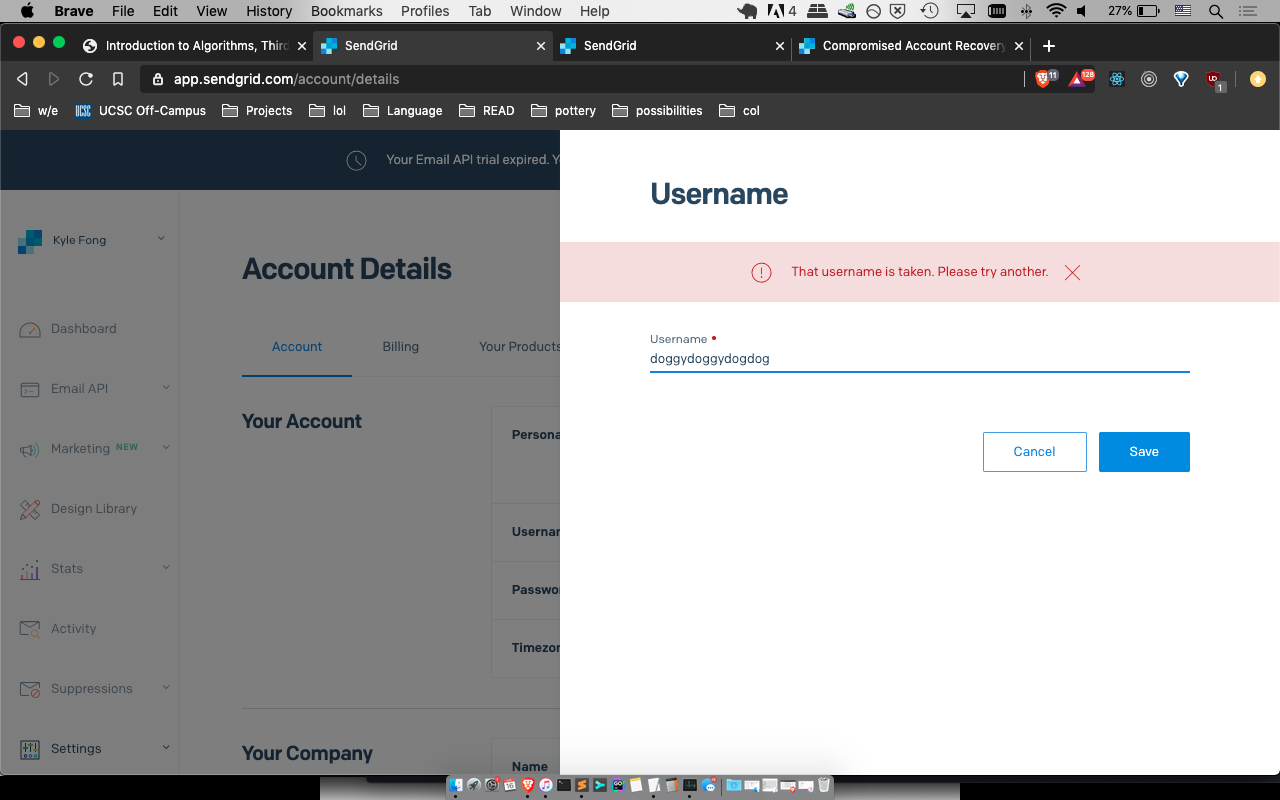 Brave File Edit View History Bookmarks Profiles Tab Window Help 4 27%
Introduction to Algorithms, Third SendGrid SendGrid Compromised Account Recovery
app.sendgrid.com/account/details 11 128 1
w/e UCSC UCSC Off-Campus Projects lol Language READ pottery possibilities col
Your Email API trial expired. Y
Kyle Fong
Dashboard
Email API
Marketing NEW
Design Library
Stats
Activity
Suppressions
Settings
Account Details
Account Billing Your Products
Your Account
Persona
Usernam
Passwo
Timezon
Your Company
Name
Username
That username is taken. Please try another.
Username
doggydoggydogdog
Cancel Save